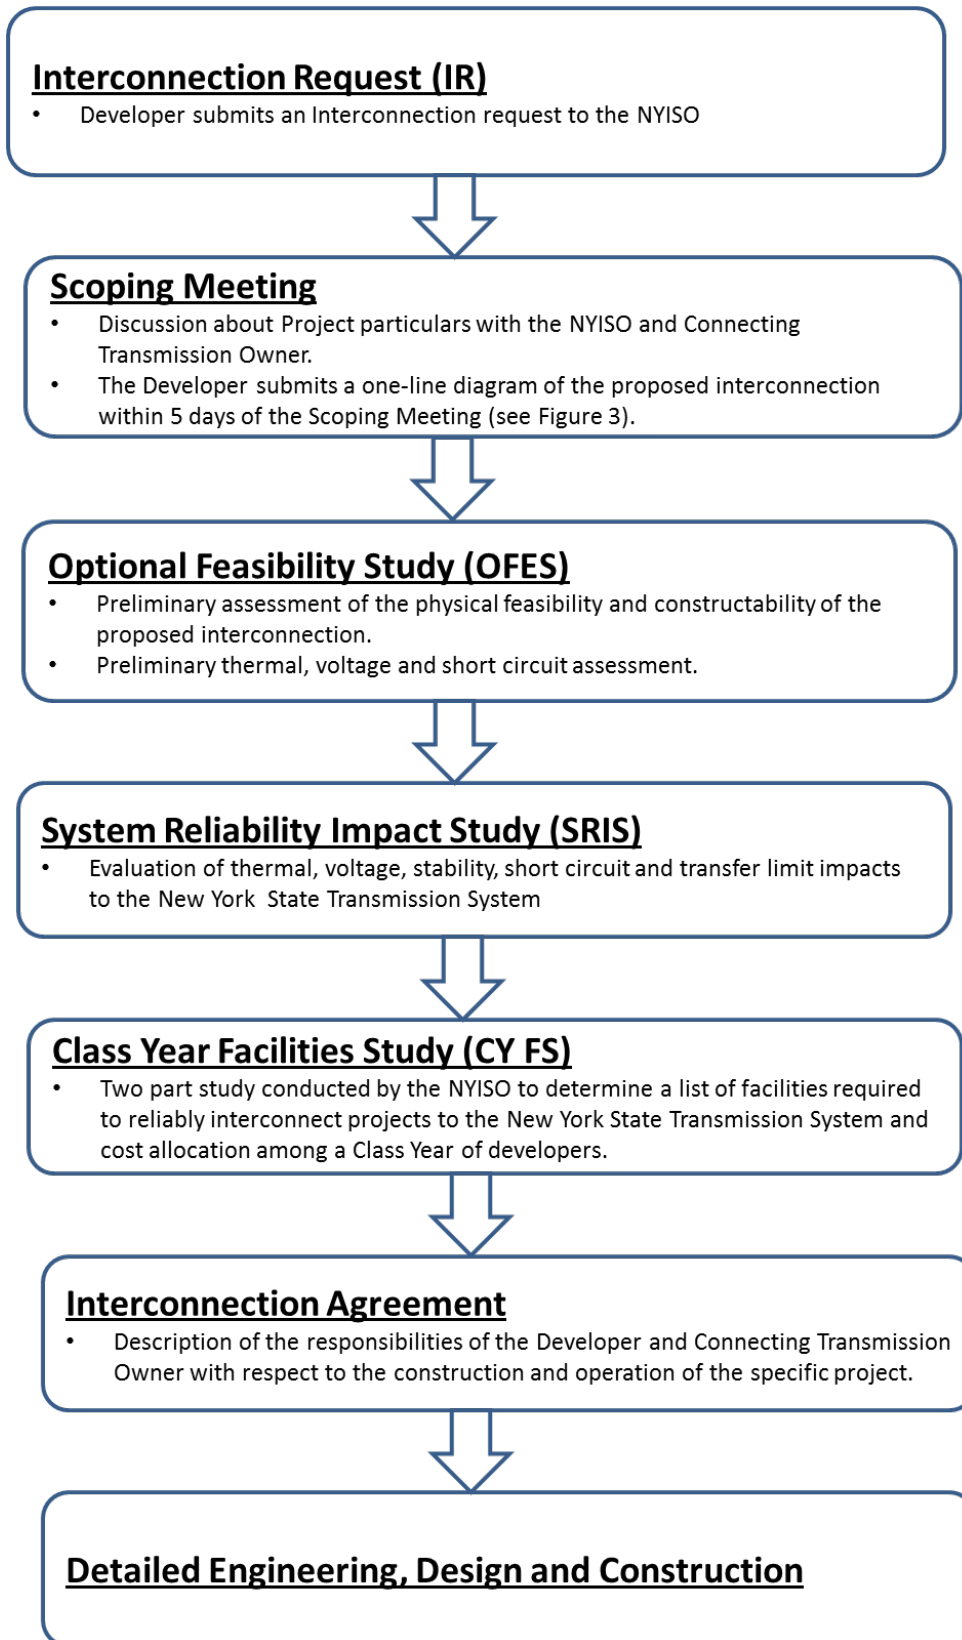 Interconnection Request (IR)
• Developer submits an Interconnection request to the NYISO
Scoping Meeting
• Discussion about Project particulars with the NYISO and Connecting
Transmission Owner.
• The Developer submits a one-line diagram of the proposed interconnection
within 5 days of the Scoping Meeting (see Figure 3).
Optional Feasibility Study (OFES)
• Preliminary assessment of the physical feasibility and constructability of the
proposed interconnection.
• Preliminary thermal, voltage and short circuit assessment.
System Reliability Impact Study (SRIS)
• Evaluation of thermal, voltage, stability, short circuit and transfer limit impacts
to the New York State Transmission System
Class Year Facilities Study (CY FS)
• Two part study conducted by the NYISO to determine a list of facilities required
to reliably interconnect projects to the New York State Transmission System and
cost allocation among a Class Year of developers.
Interconnection Agreement
• Description of the responsibilities of the Developer and Connecting Transmission
Owner with respect to the construction and operation of the specific project.
Detailed Engineering, Design and Construction